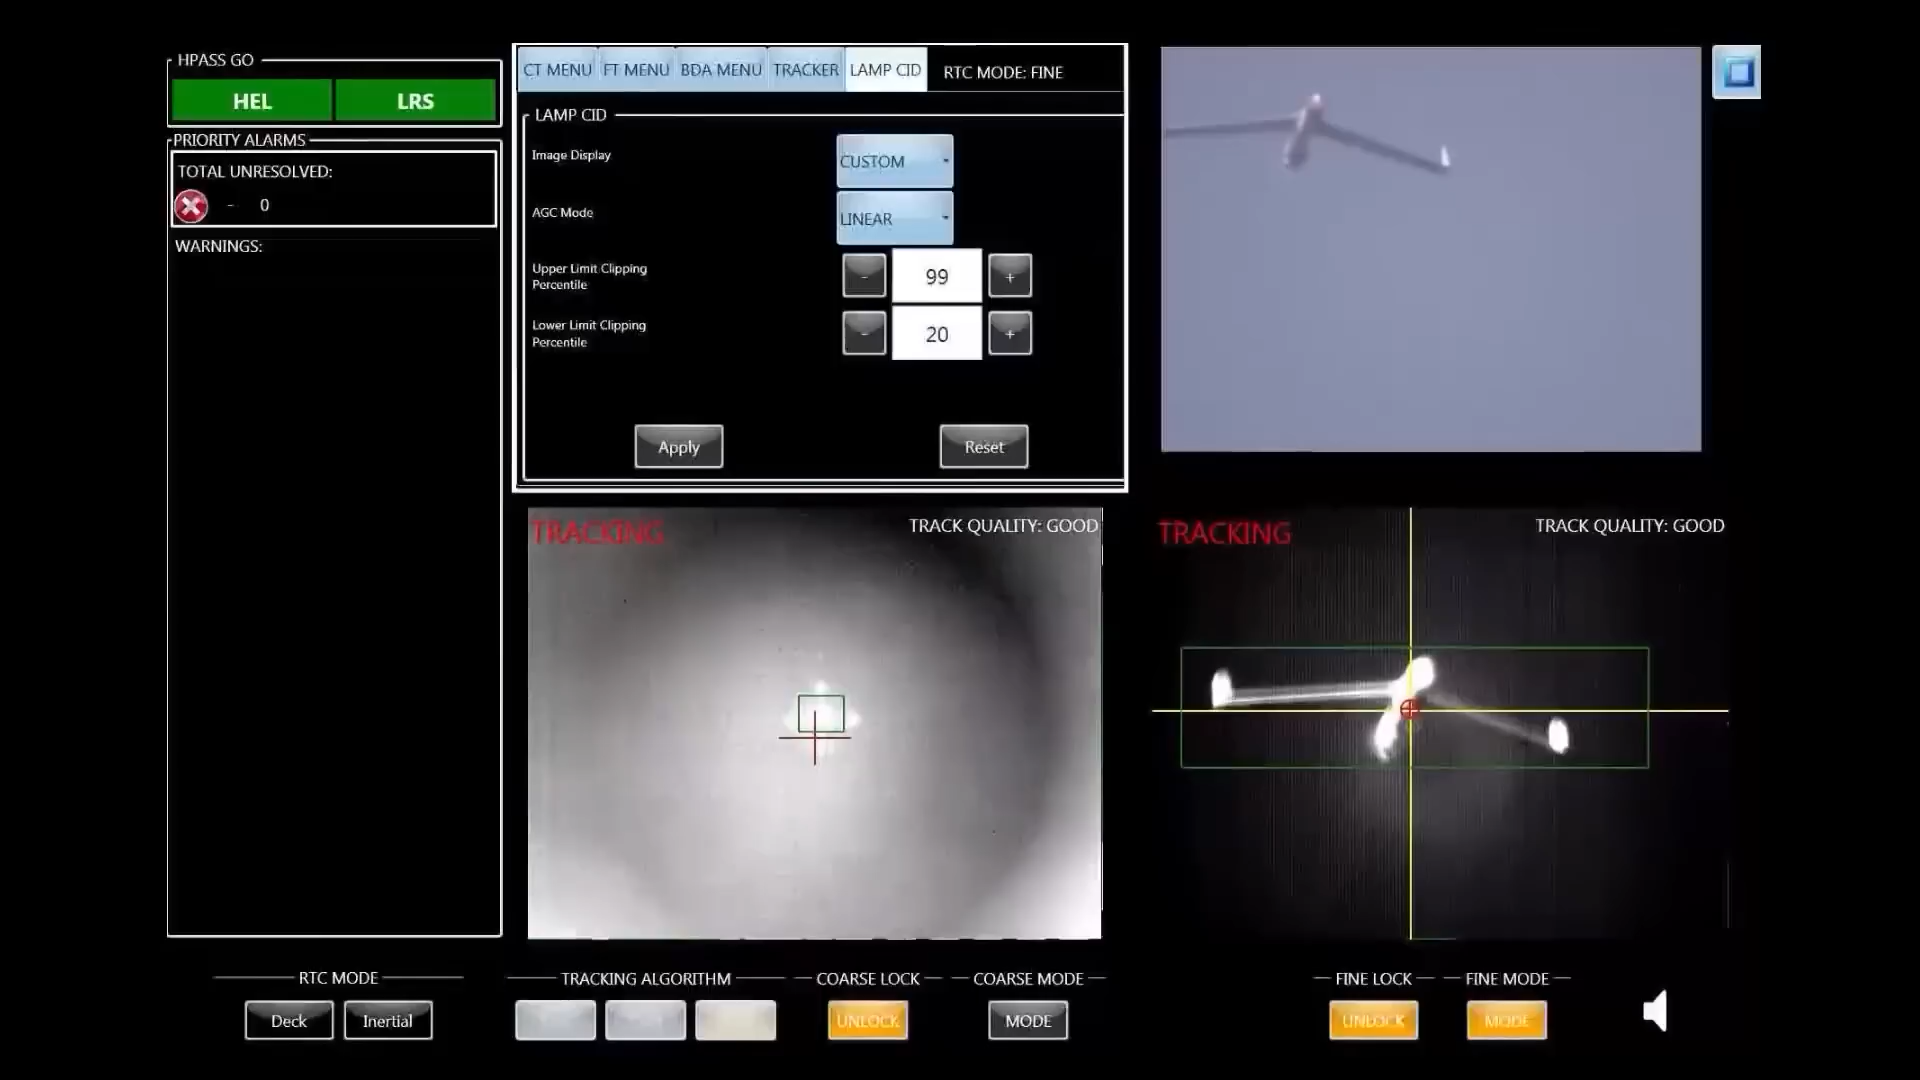 HPASS GO
HEL
LRS
PRIORITY ALARMS
TOTAL UNRESOLVED:
- 0
WARNINGS:
CT MENU
FT MENU
BDA MENU
TRACKER
LAMP CID
RTC MODE: FINE
LAMP CID
Image Display
CUSTOM
AGC Mode
LINEAR
Upper Limit Clipping
Percentile
- 99 +
Lower Limit Clipping
Percentile
- 20 +
Apply
Reset
TRACKING
TRACK QUALITY: GOOD
TRACKING
TRACK QUALITY: GOOD
RTC MODE
Deck
Inertial
TRACKING ALGORITHM
COARSE LOCK
UNLOCK
COARSE MODE
MODE
FINE LOCK
UNLOCK
FINE MODE
MODE